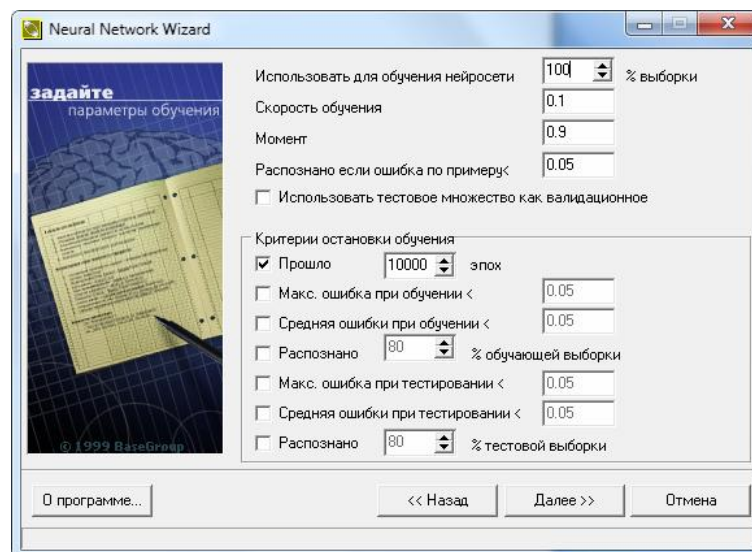 Neural Network Wizard
задайте
параметры обучения
© 1999 BaseGroup
Использовать для обучения нейросети 100 % выборки
Скорость обучения 0.1
Момент 0.9
Распознано если ошибка по примеру< 0.05
Использовать тестовое множество как валидационное
Критерии остановки обучения
Прошло 10000 эпох
Макс. ошибка при обучении < 0.05
Средняя ошибки при обучении < 0.05
Распознано 80 % обучающей выборки
Макс. ошибка при тестировании < 0.05
Средняя ошибки при тестировании < 0.05
Распознано 80 % тестовой выборки
О программе... << Назад Далее >> Отмена